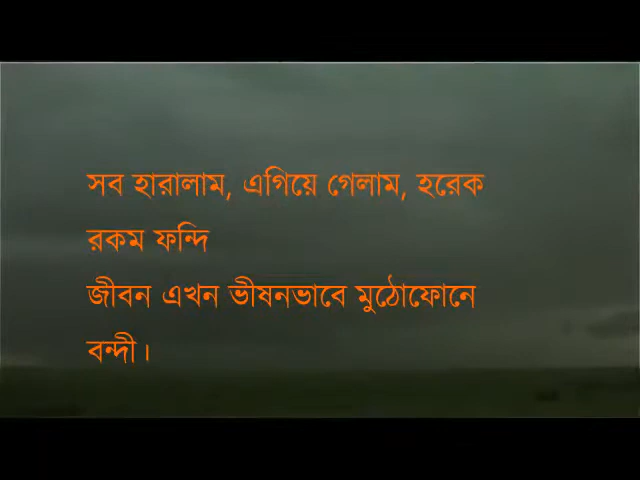 সব হারালাম, এগিয়ে গেলাম, হরেক
রকম ফন্দি
জীবন এখন ভীষনভাবে মুঠোফোনে
বন্দী।